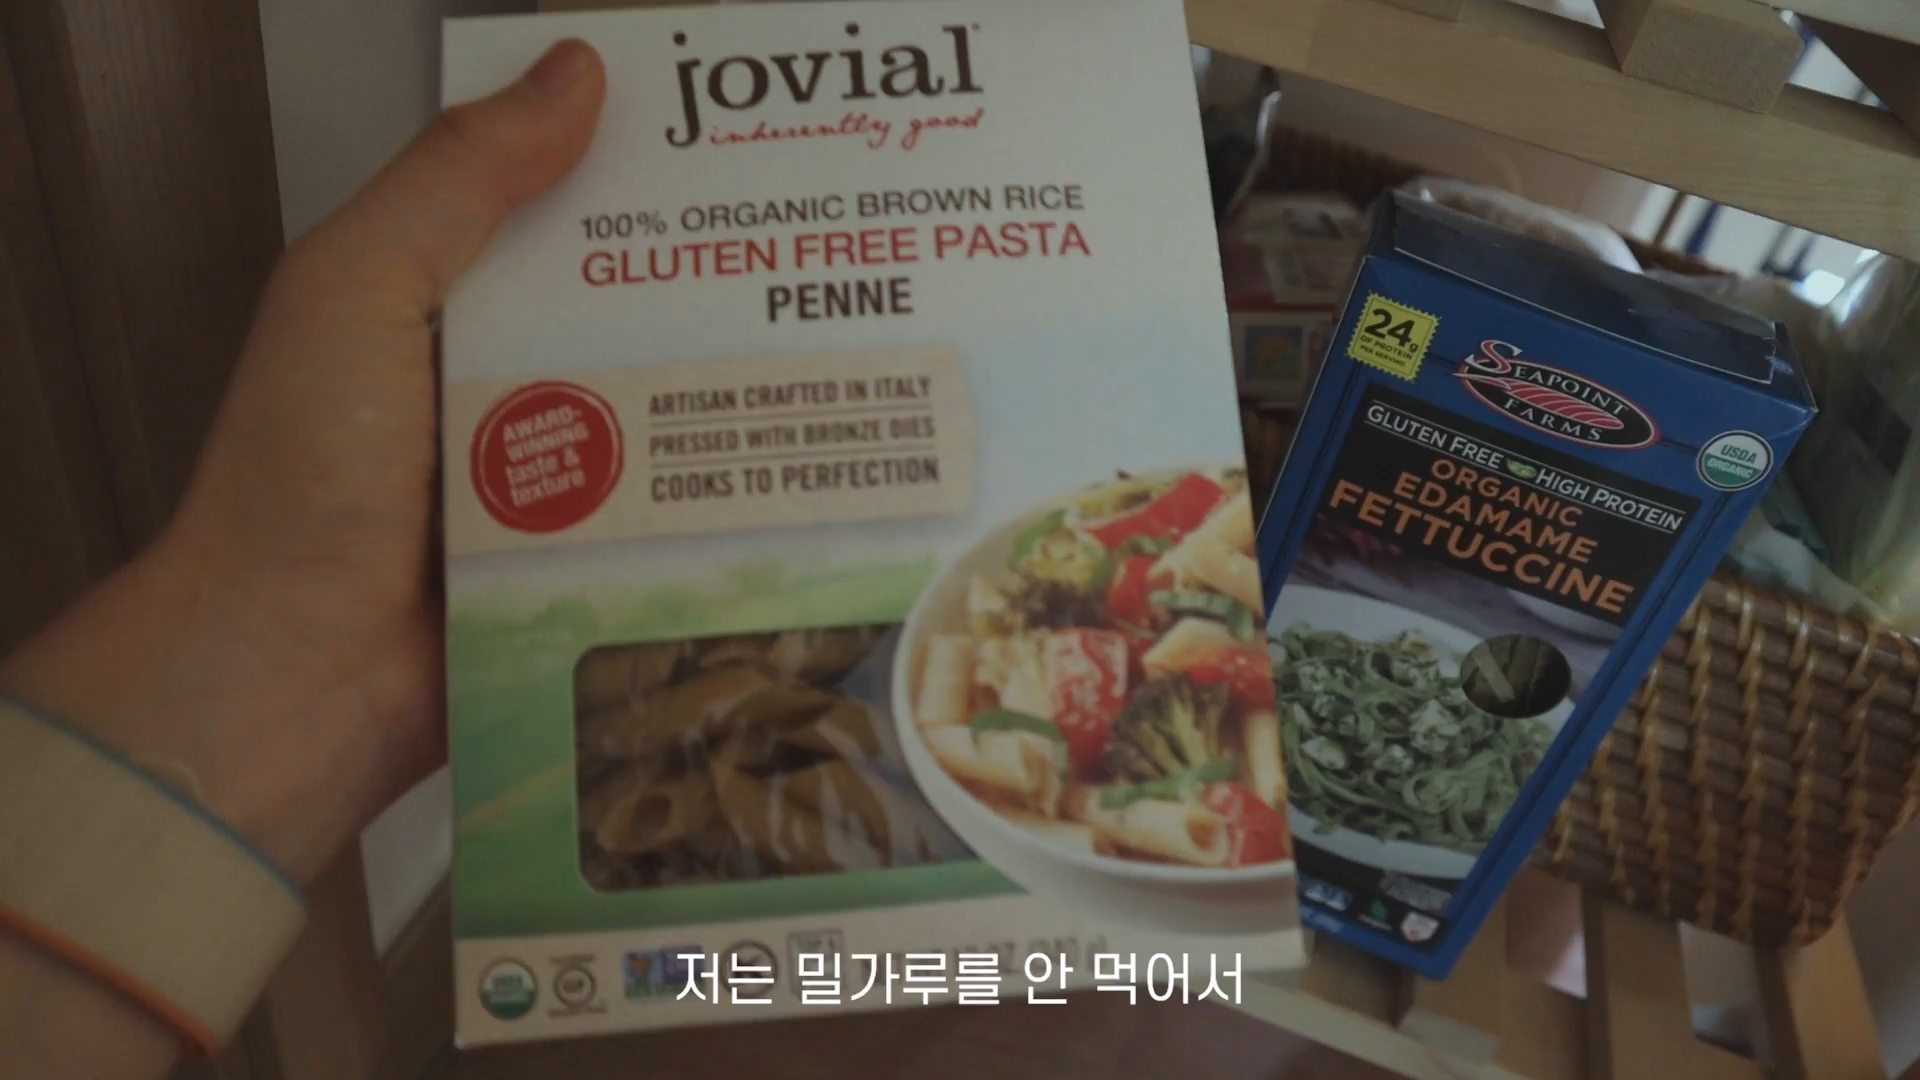 jovial
inherently good
100% ORGANIC BROWN RICE
GLUTEN FREE PASTA
PENNE
AWARD-
WINNING
taste &
texture
ARTISAN CRAFTED IN ITALY
PRESSED WITH BRONZE DIES
COOKS TO PERFECTION
24g
OF PROTEIN
PER SERVING
SEAPOINT
FARMS
USDA
ORGANIC
GLUTEN FREE HIGH PROTEIN
ORGANIC
EDAMAME
FETTUCCINE
저는 밀가루를 안 먹어서